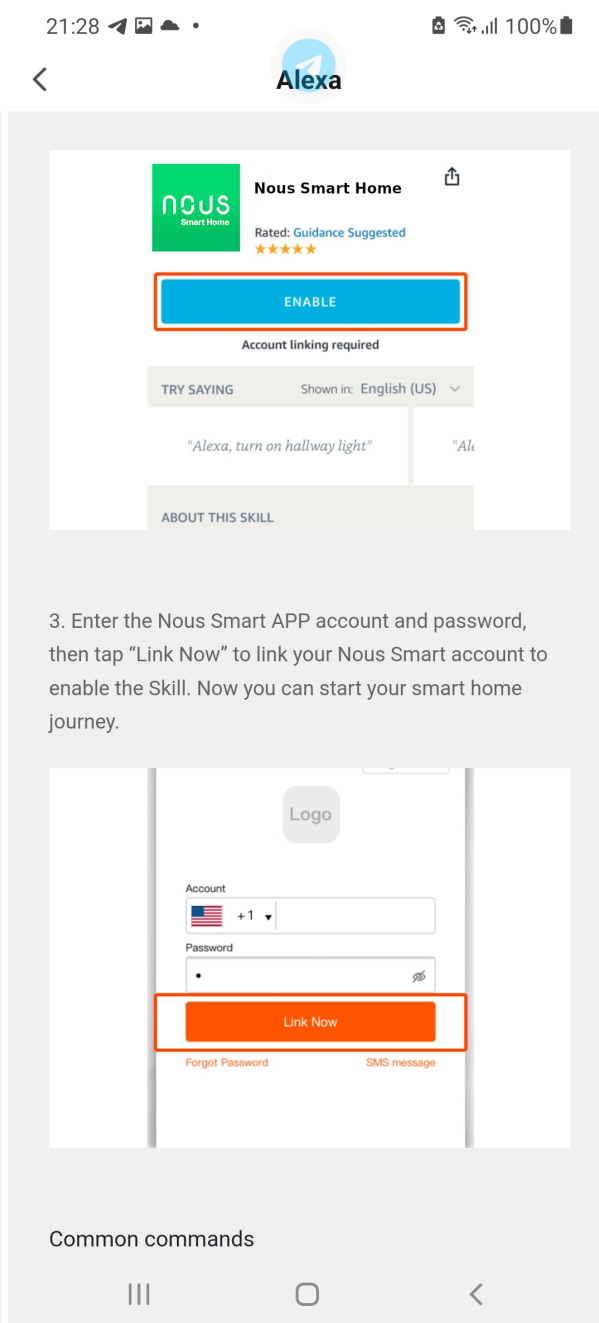 21:28
100%
Alexa
nous
Smart Home
Nous Smart Home
Rated: Guidance Suggested
ENABLE
Account linking required
TRY SAYING
Shown in: English (US)
"Alexa, turn on hallway light"
ABOUT THIS SKILL
3. Enter the Nous Smart APP account and password,
then tap “Link Now” to link your Nous Smart account to
enable the Skill. Now you can start your smart home
journey.
Logo
Account
+1
Password
Link Now
Forgot Password
SMS message
Common commands